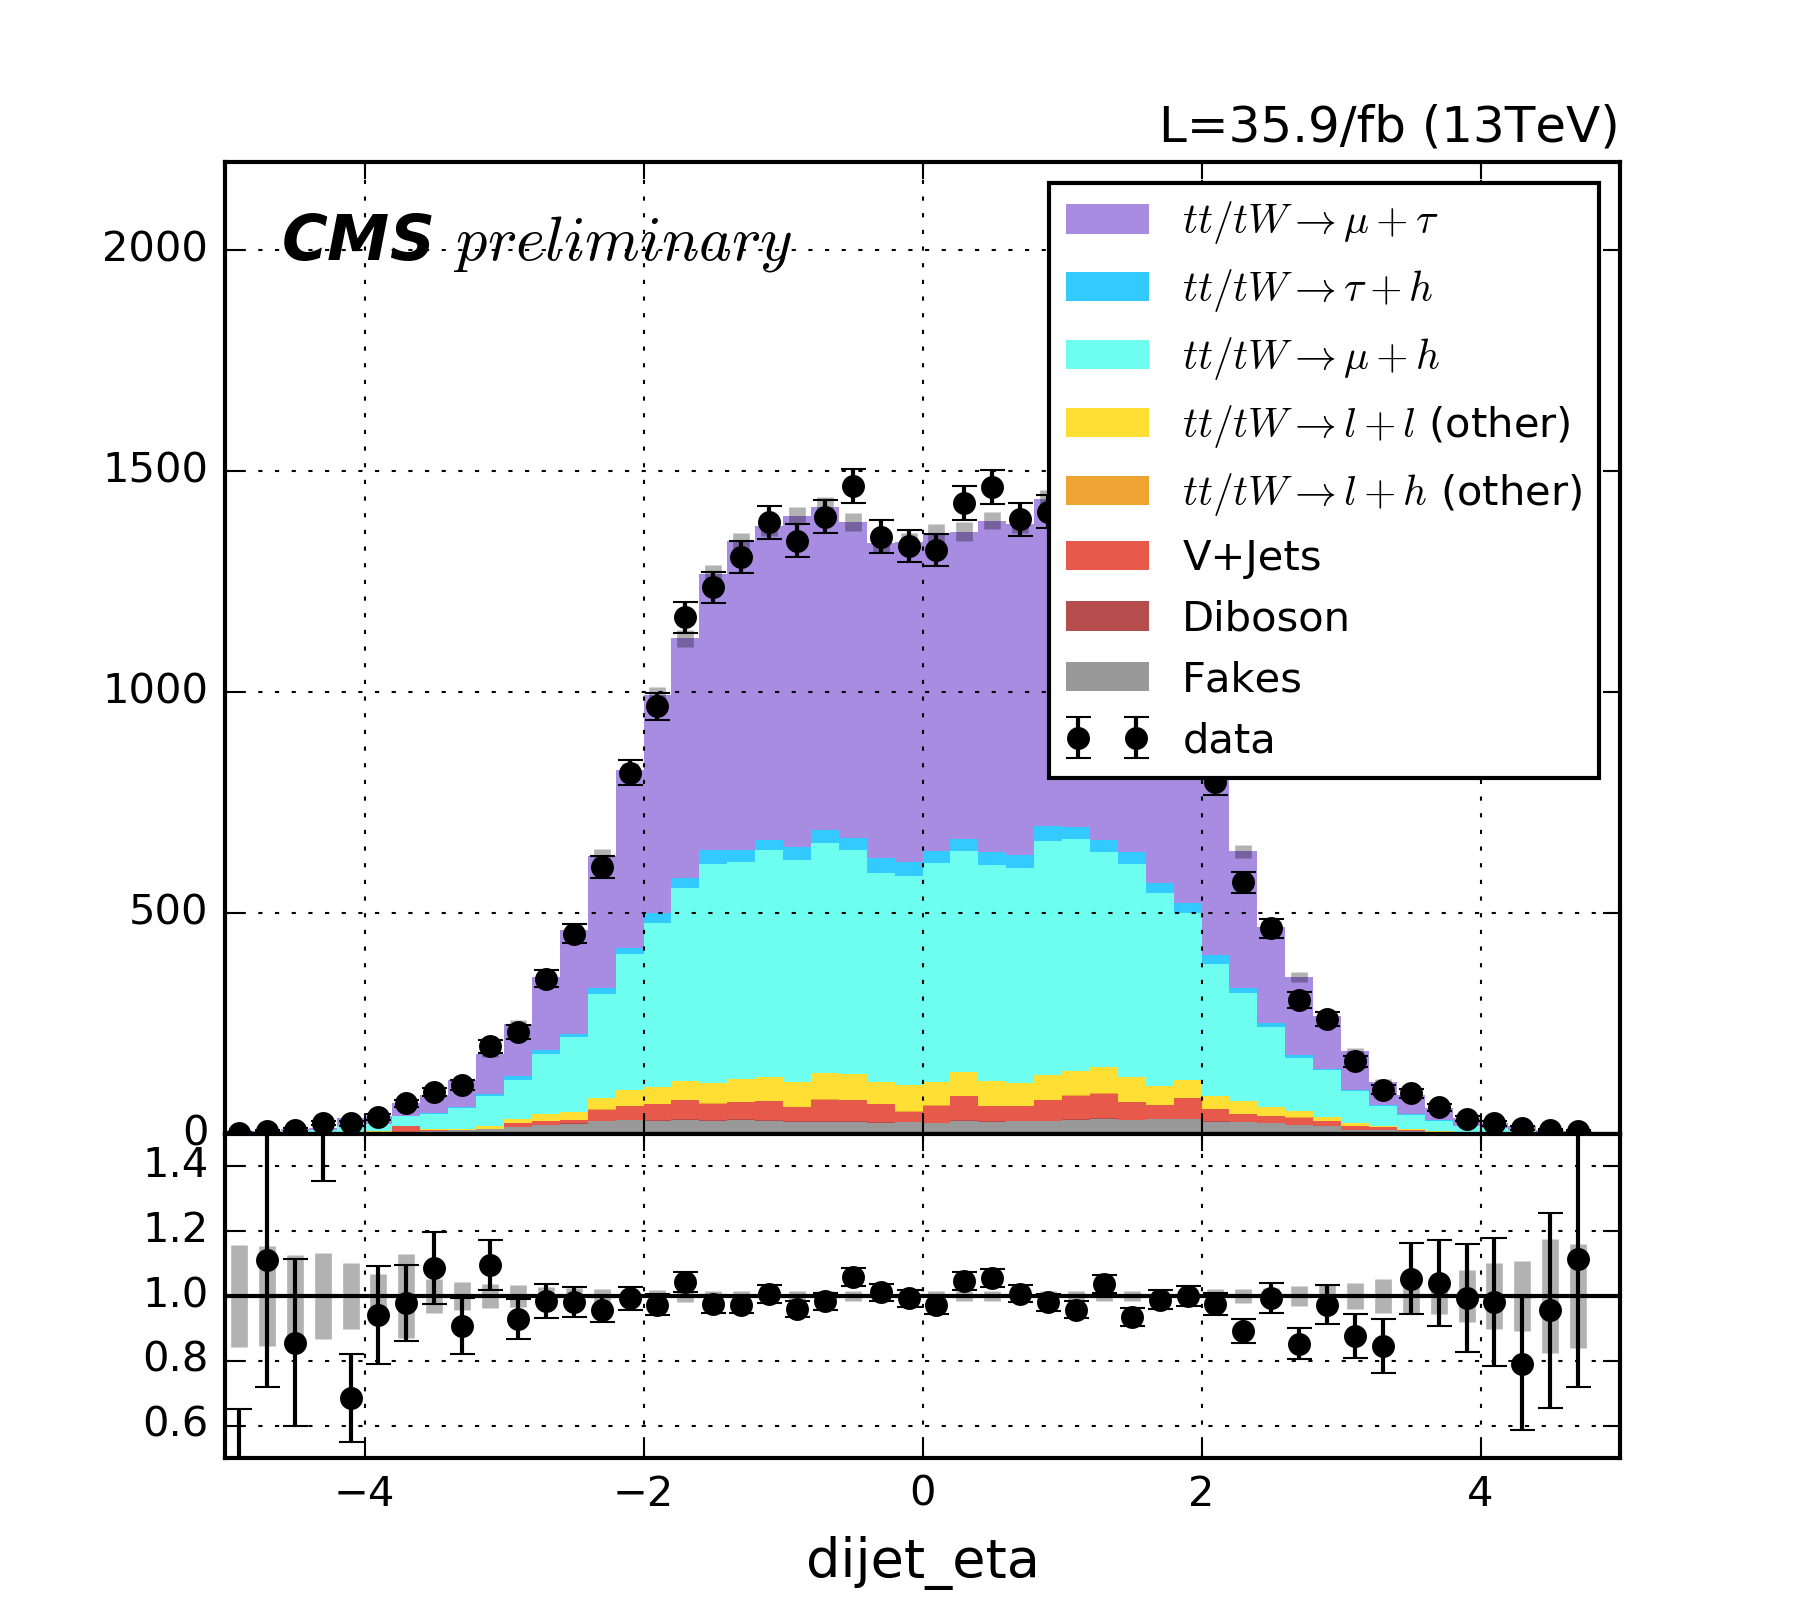 L=35.9/fb (13TeV)
CMS preliminary
tt/tW → μ + τ
tt/tW → τ + h
tt/tW → μ + h
tt/tW → l + l (other)
tt/tW → l + h (other)
V+Jets
Diboson
Fakes
data
2000
1500
1000
500
0
1.4
1.2
1.0
0.8
0.6
−4 −2 0 2 4
dijet_eta